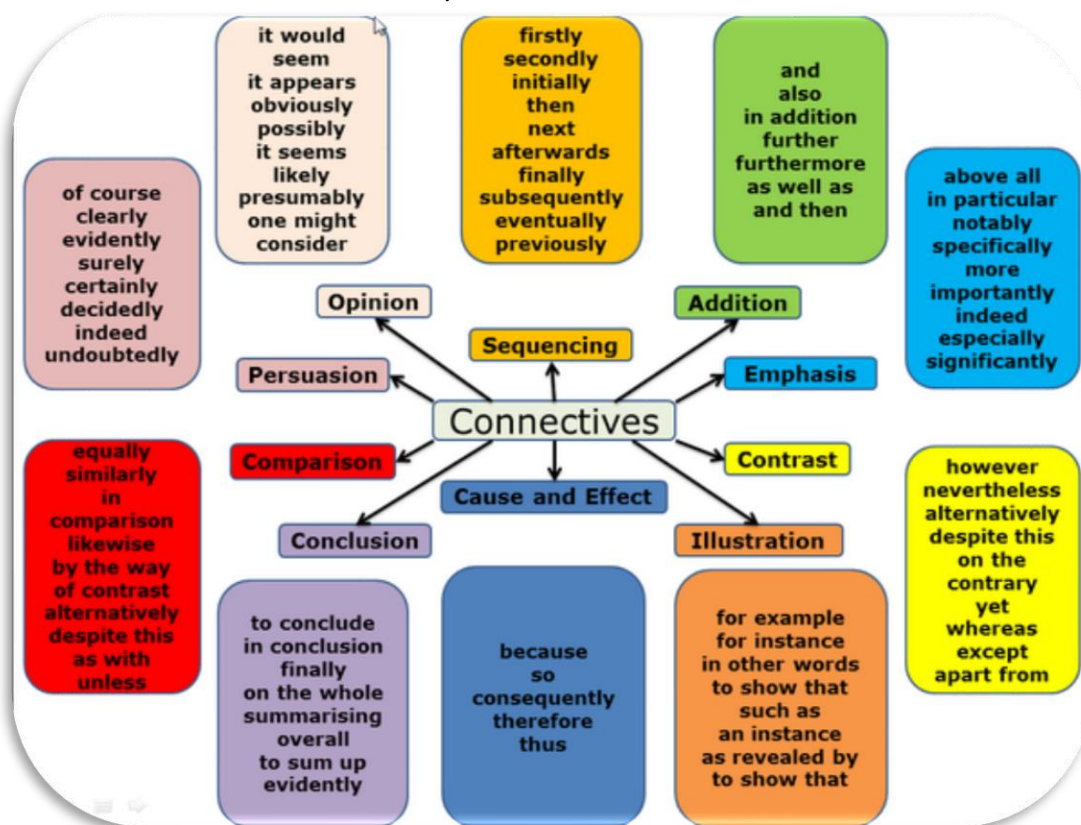 it would
seem
it appears
obviously
possibly
it seems
likely
presumably
one might
consider
firstly
secondly
initially
then
next
afterwards
finally
subsequently
eventually
previously
and
also
in addition
further
furthermore
as well as
and then
of course
clearly
evidently
surely
certainly
decidedly
indeed
undoubtedly
above all
in particular
notably
specifically
more
importantly
indeed
especially
significantly
Opinion
Addition
Sequencing
Persuasion
Emphasis
Connectives
Comparison
Contrast
Cause and Effect
Conclusion
Illustration
equally
similarly
in
comparison
likewise
by the way
of contrast
alternatively
despite this
as with
unless
however
nevertheless
alternatively
despite this
on the
contrary
yet
whereas
except
apart from
to conclude
in conclusion
finally
on the whole
summarising
overall
to sum up
evidently
because
so
consequently
therefore
thus
for example
for instance
in other words
to show that
such as
an instance
as revealed by
to show that